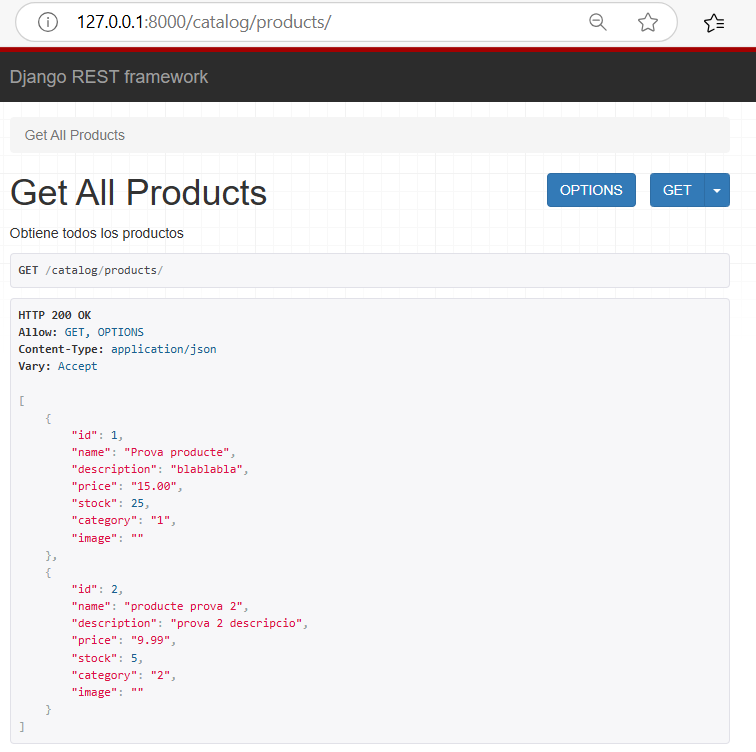 127.0.0.1:8000/catalog/products/
Django REST framework
Get All Products
Get All Products
OPTIONS
GET
Obtiene todos los productos
GET /catalog/products/
HTTP 200 OK
Allow: GET, OPTIONS
Content-Type: application/json
Vary: Accept
[
    {
        "id": 1,
        "name": "Prova producte",
        "description": "blablabla",
        "price": "15.00",
        "stock": 25,
        "category": "1",
        "image": ""
    },
    {
        "id": 2,
        "name": "producte prova 2",
        "description": "prova 2 descripcio",
        "price": "9.99",
        "stock": 5,
        "category": "2",
        "image": ""
    }
]